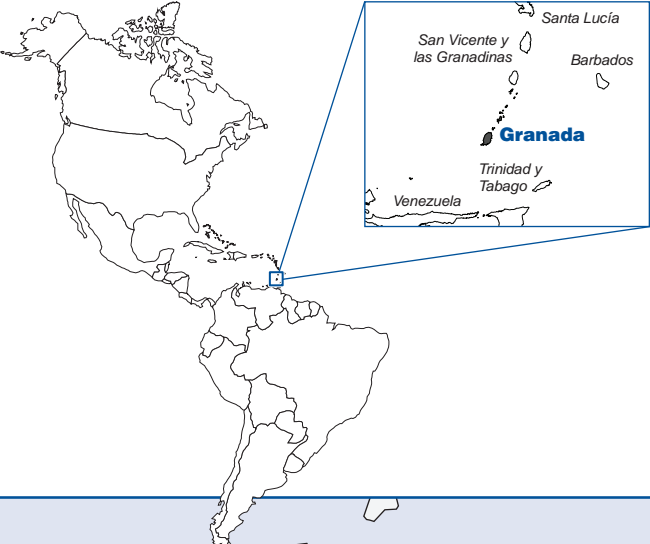 Santa Lucía
San Vicente y
las Granadinas
Barbados
Granada
Trinidad y
Tabago
Venezuela